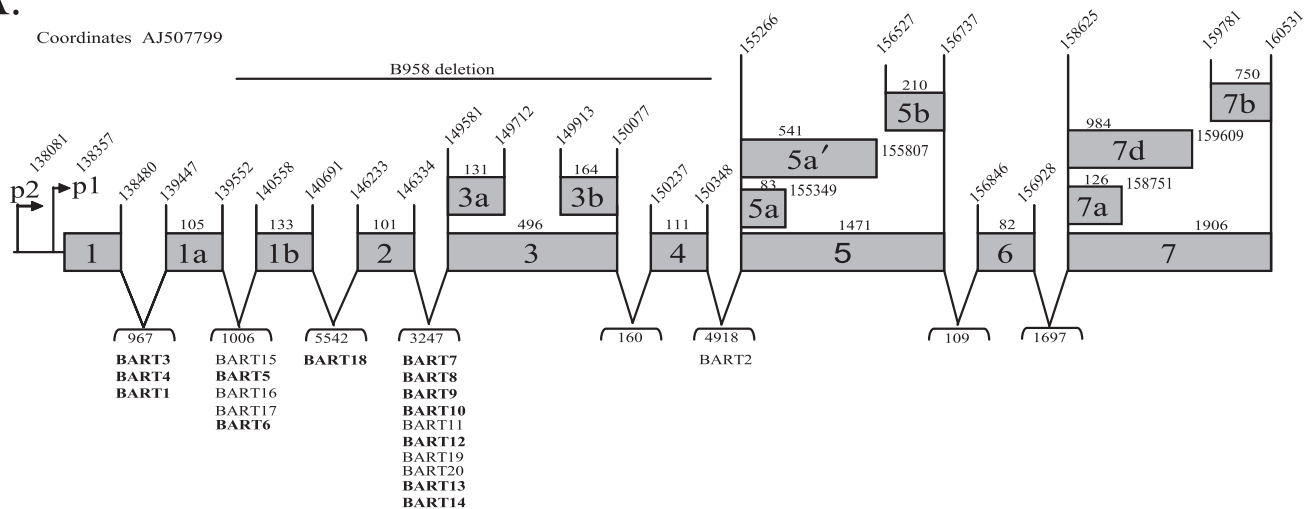 A.
Coordinates AJ507799
B958 deletion
p2
138081
p1
138357
138480
139447
139552
140558
140691
146233
146334
149581
149712
149913
150077
150237
150348
155266
156527
156737
156846
156928
158625
159781
160531
210
5b
750
7b
541
5a′
155807
984
7d
159609
131
3a
164
3b
83
5a
155349
126
7a
158751
1
105
1a
133
1b
101
2
496
3
111
4
1471
5
82
6
1906
7
967
BART3
BART4
BART1
1006
BART15
BART5
BART16
BART17
BART6
5542
BART18
3247
BART7
BART8
BART9
BART10
BART11
BART12
BART19
BART20
BART13
BART14
160
4918
BART2
109
1697